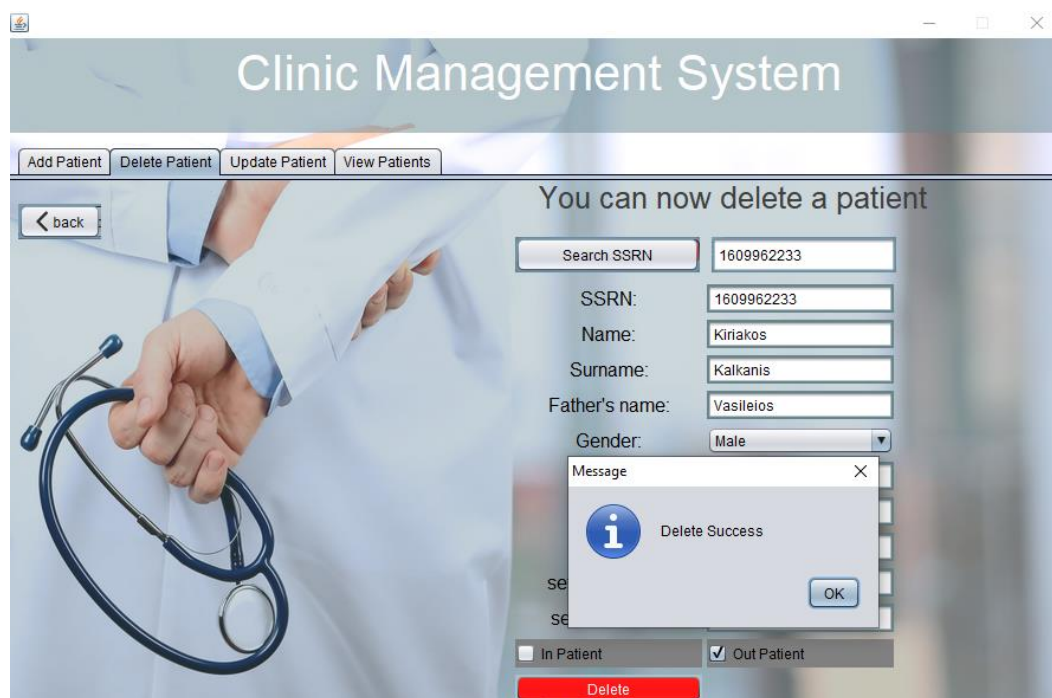 Clinic Management System
Add Patient Delete Patient Update Patient View Patients
You can now delete a patient
back
Search SSRN 1609962233
SSRN: 1609962233
Name: Kiriakos
Surname: Kalkanis
Father's name: Vasileios
Gender: Male
Message
Delete Success
OK
se
se
In Patient Out Patient
Delete